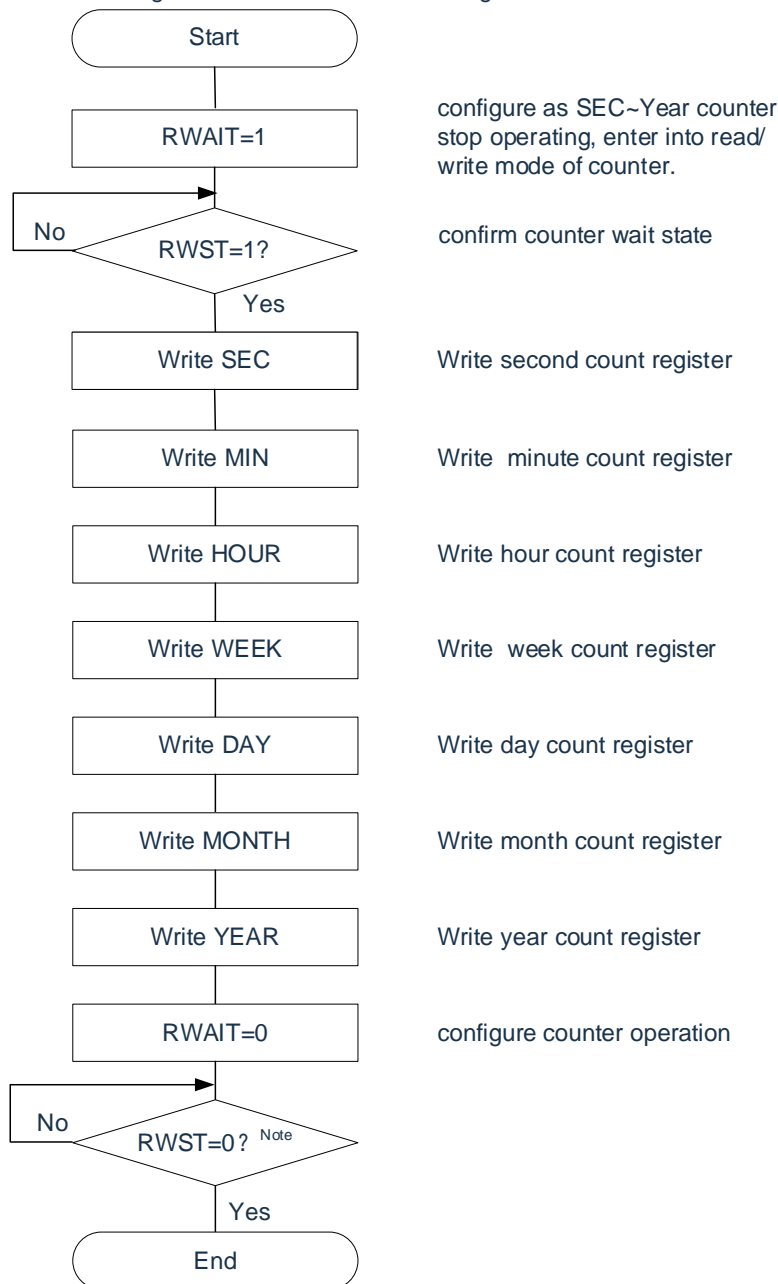 Start
RWAIT=1
configure as SEC~Year counter
stop operating, enter into read/
write mode of counter.
No
RWST=1?
confirm counter wait state
Yes
Write SEC
Write second count register
Write MIN
Write minute count register
Write HOUR
Write hour count register
Write WEEK
Write week count register
Write DAY
Write day count register
Write MONTH
Write month count register
Write YEAR
Write year count register
RWAIT=0
configure counter operation
No
RWST=0? Note
Yes
End